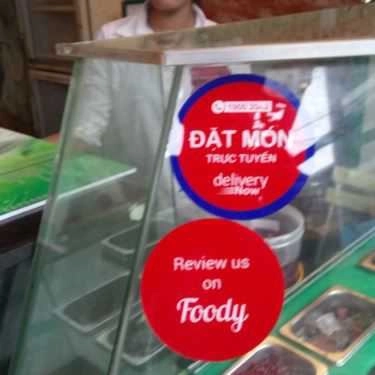 ĐẶT MÓN
TRỰC TUYẾN
delivery
Now
Review us
on
Foody